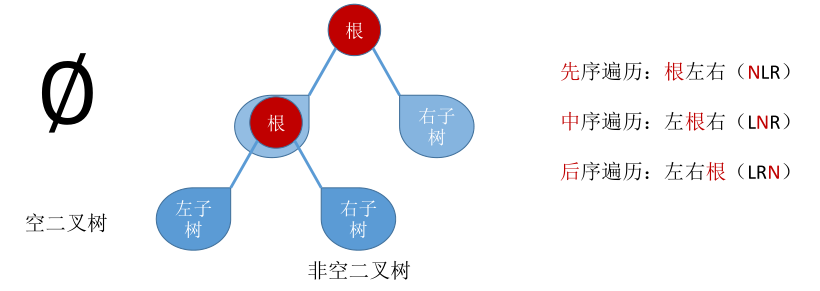 ∅
空二叉树
根
根
右子
树
左子
树
右子
树
非空二叉树
先序遍历：根左右（NLR）
中序遍历：左根右（LNR）
后序遍历：左右根（LRN）